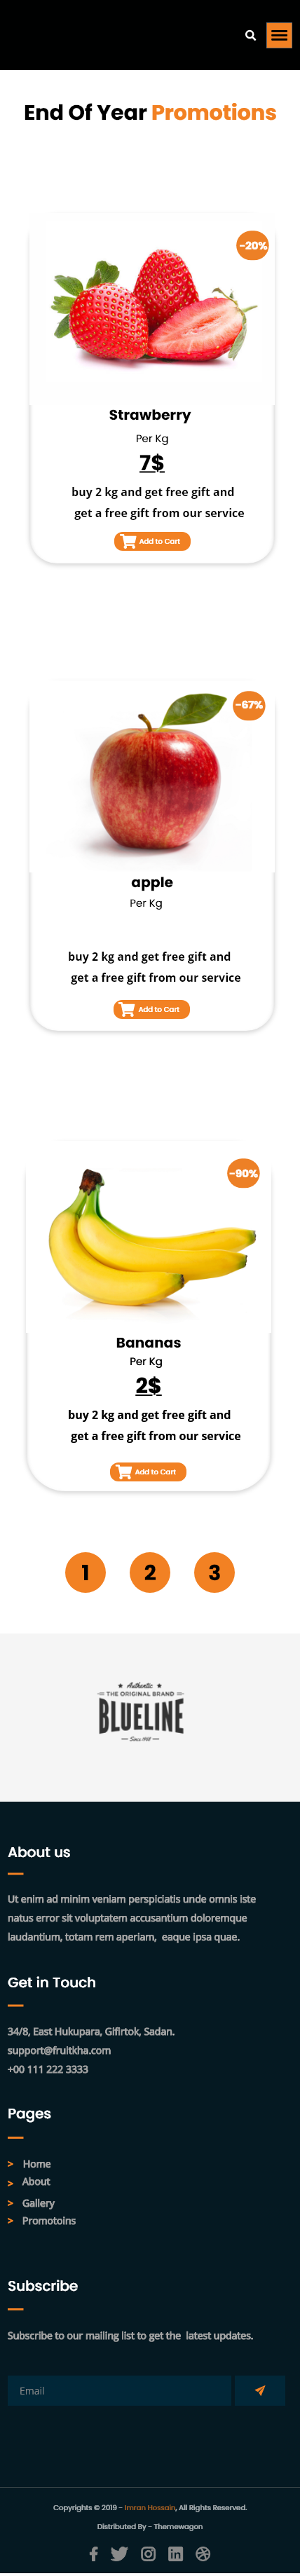 End Of Year Promotions
-20%
Strawberry
Per Kg
7$
buy 2 kg and get free gift and
get a free gift from our service
Add to Cart
-67%
apple
Per Kg
buy 2 kg and get free gift and
get a free gift from our service
Add to Cart
-90%
Bananas
Per Kg
2$
buy 2 kg and get free gift and
get a free gift from our service
Add to Cart
1 2 3
Authentic
THE ORIGINAL BRAND
BLUELINE
Since 1968
About us
Ut enim ad minim veniam perspiciatis unde omnis iste
natus error sit voluptatem accusantium doloremque
laudantium, totam rem aperiam, eaque ipsa quae.
Get in Touch
34/8, East Hukupara, Gifirtok, Sadan.
support@fruitkha.com
+00 111 222 3333
Pages
> Home
> About
> Gallery
> Promotoins
Subscribe
Subscribe to our mailing list to get the latest updates.
Email
Copyrights © 2019 - Imran Hossain, All Rights Reserved.
Distributed By - Themewagon